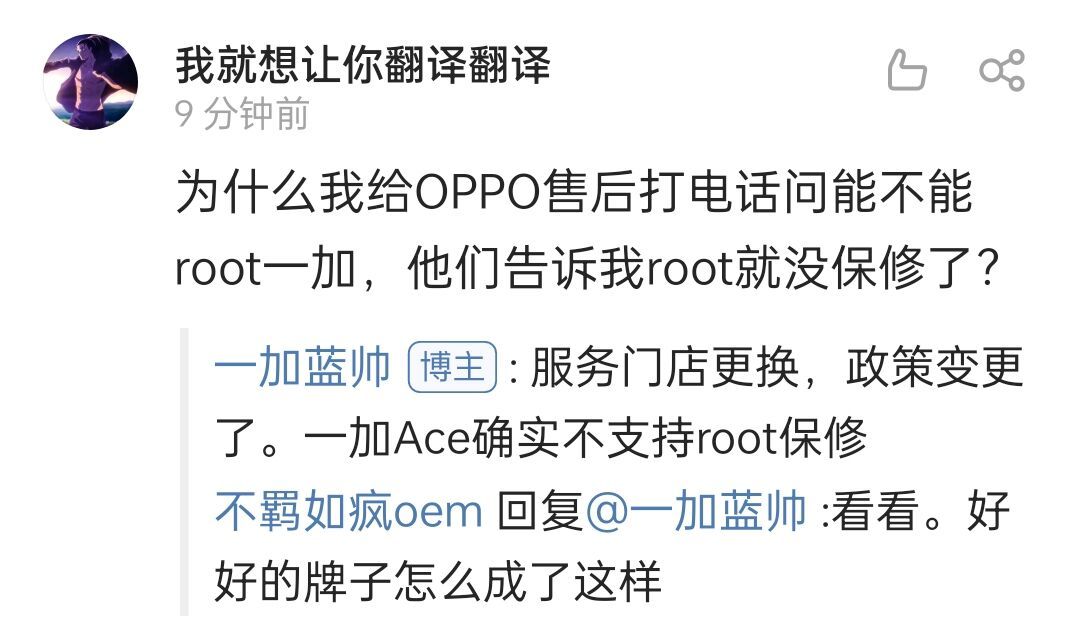 我就想让你翻译翻译
9 分钟前
为什么我给OPPO售后打电话问能不能
root一加，他们告诉我root就没保修了？
一加蓝帅 博主 : 服务门店更换，政策变更
了。一加Ace确实不支持root保修
不羁如疯oem 回复@一加蓝帅 :看看。好
好的牌子怎么成了这样